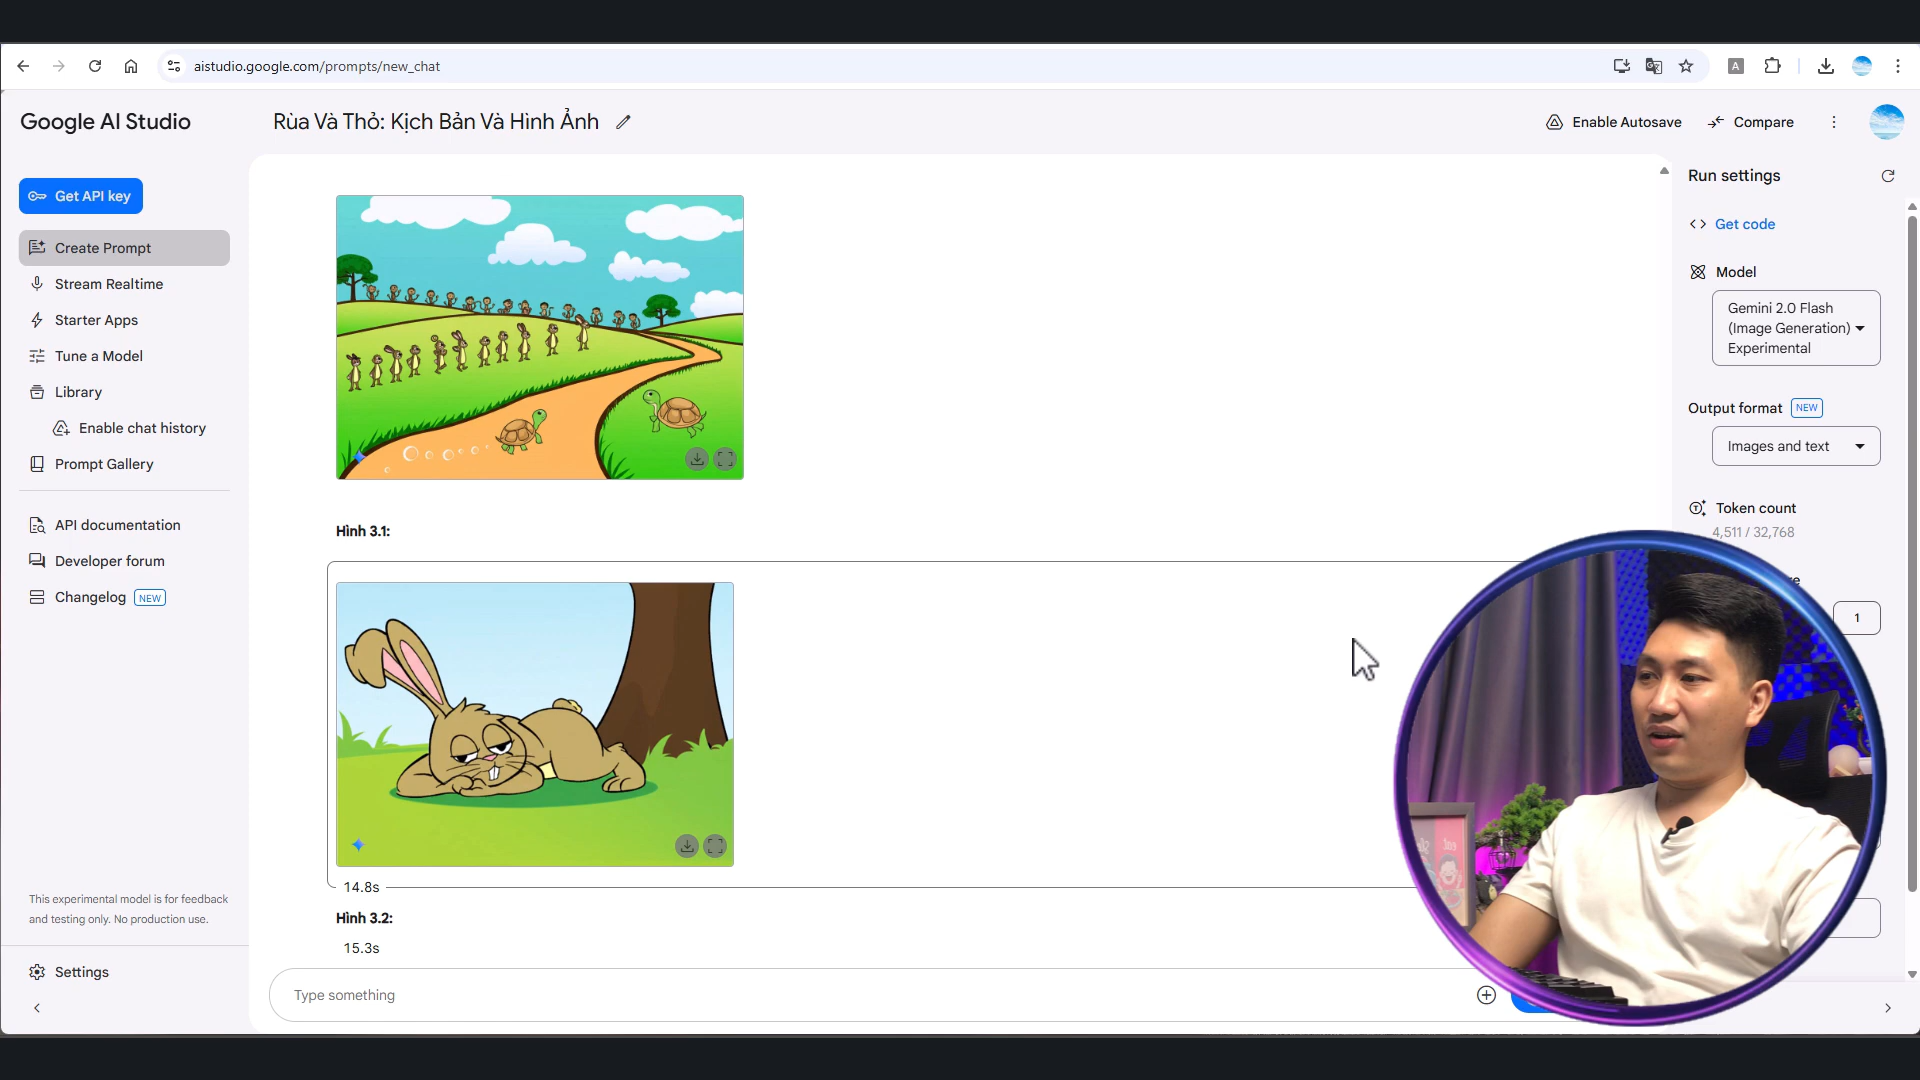 aistudio.google.com/prompts/new_chat
A
Google AI Studio
Rùa Và Thỏ: Kịch Bản Và Hình Ảnh
Enable Autosave
Compare
Get API key
Create Prompt
Stream Realtime
Starter Apps
Tune a Model
Library
Enable chat history
Prompt Gallery
API documentation
Developer forum
Changelog NEW
This experimental model is for feedback
and testing only. No production use.
Settings
Hình 3.1:
14.8s
Hình 3.2:
15.3s
Type something
Run settings
Get code
Model
Gemini 2.0 Flash
(Image Generation)
Experimental
Output format NEW
Images and text
Token count
4,511 / 32,768
1